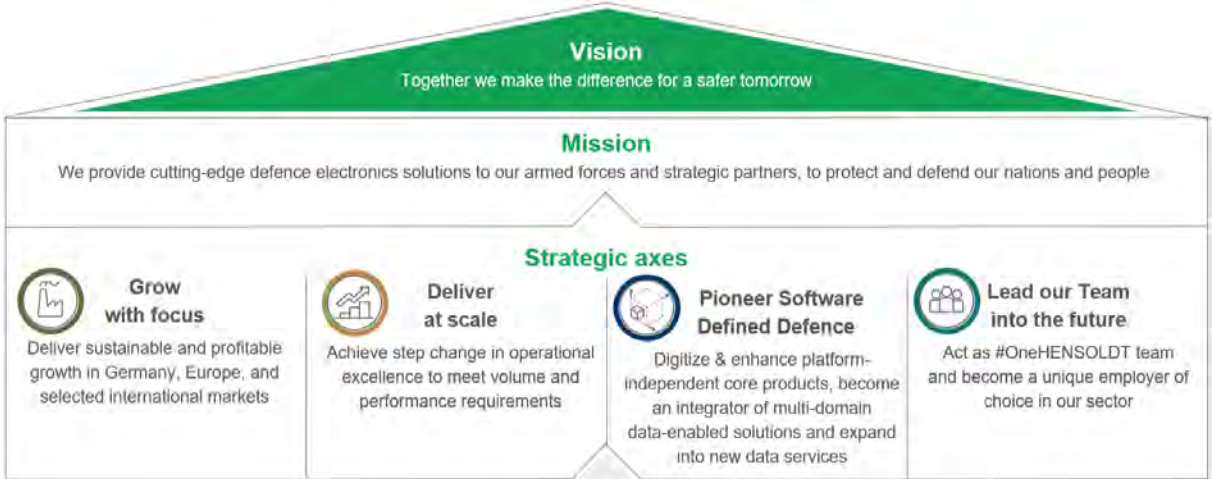 Vision
Together we make the difference for a safer tomorrow
Mission
We provide cutting-edge defence electronics solutions to our armed forces and strategic partners, to protect and defend our nations and people
Strategic axes
Grow
with focus
Deliver sustainable and profitable
growth in Germany, Europe, and
selected international markets
Deliver
at scale
Achieve step change in operational
excellence to meet volume and
performance requirements
Pioneer Software
Defined Defence
Digitize & enhance platform-
independent core products, become
an integrator of multi-domain
data-enabled solutions and expand
into new data services
Lead our Team
into the future
Act as #OneHENSOLDT team
and become a unique employer of
choice in our sector